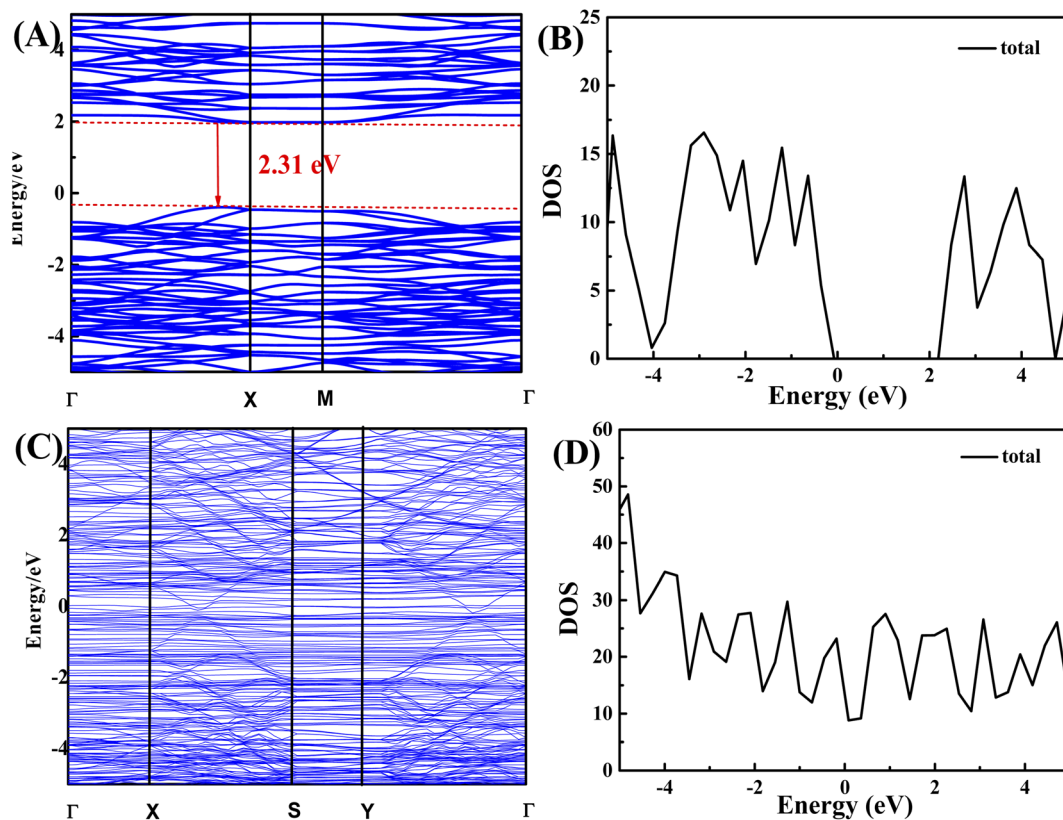 (A)
Energy/eV
4
2
0
-2
-4
2.31 eV
Γ X M Γ
(B)
DOS
25
20
15
10
5
0
total
-4 -2 0 2 4
Energy (eV)
(C)
Energy/eV
4
2
0
-2
-4
Γ X S Y Γ
(D)
DOS
60
50
40
30
20
10
0
total
-4 -2 0 2 4
Energy (eV)